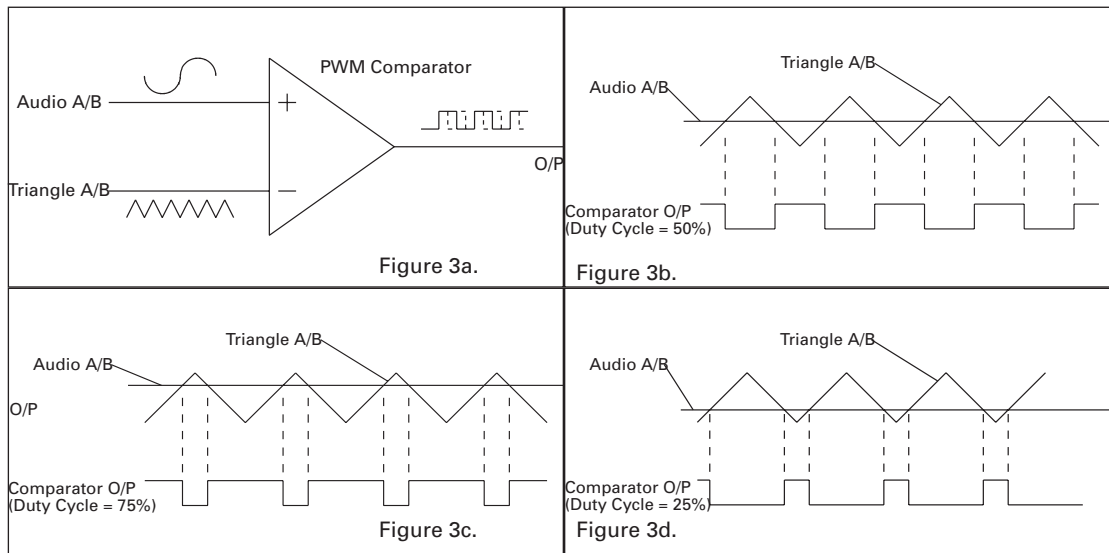 PWM Comparator
Audio A/B
+
Triangle A/B
−
O/P
Figure 3a.
Triangle A/B
Audio A/B
Comparator O/P
(Duty Cycle = 50%)
Figure 3b.
Triangle A/B
Audio A/B
O/P
Comparator O/P
(Duty Cycle = 75%)
Figure 3c.
Triangle A/B
Audio A/B
Comparator O/P
(Duty Cycle = 25%)
Figure 3d.